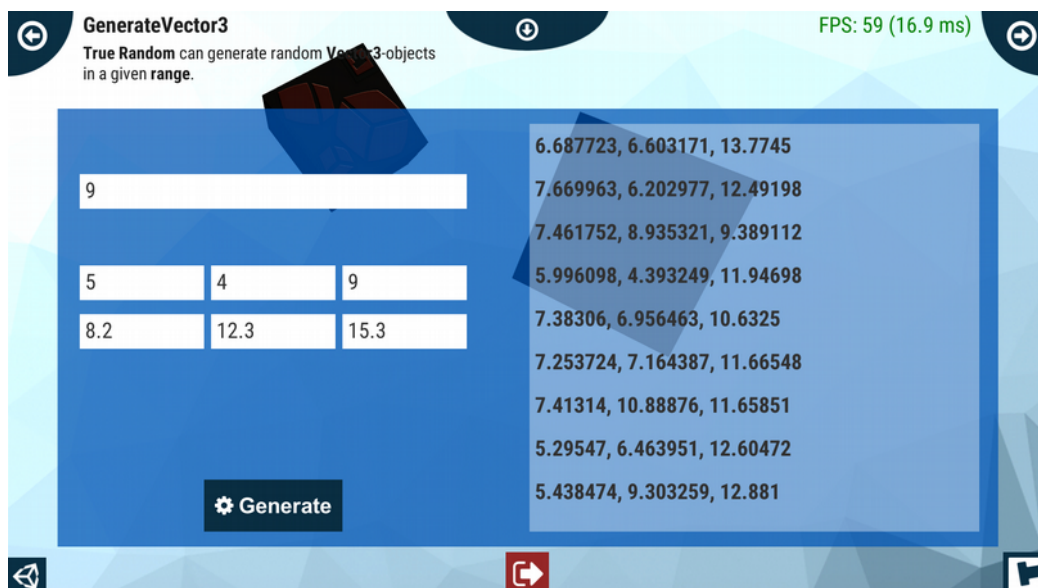 GenerateVector3
True Random can generate random Vector3-objects
in a given range.
FPS: 59 (16.9 ms)
9
5 4 9
8.2 12.3 15.3
Generate
6.687723, 6.603171, 13.7745
7.669963, 6.202977, 12.49198
7.461752, 8.935321, 9.389112
5.996098, 4.393249, 11.94698
7.38306, 6.956463, 10.6325
7.253724, 7.164387, 11.66548
7.41314, 10.88876, 11.65851
5.29547, 6.463951, 12.60472
5.438474, 9.303259, 12.881